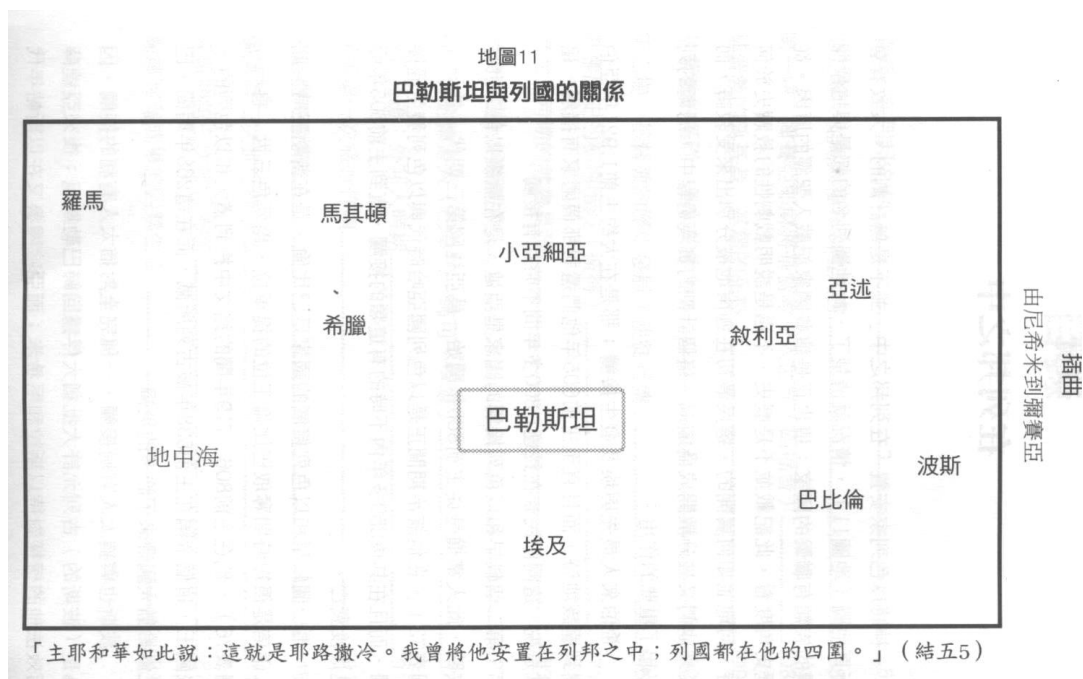 地圖11
巴勒斯坦與列國的關係
羅馬
馬其頓
小亞細亞
亞述
希臘
敘利亞
巴勒斯坦
地中海
波斯
巴比倫
埃及
「主耶和華如此說：這就是耶路撒冷。我曾將他安置在列邦之中；列國都在他的四圍。」（結五5）
插曲
由尼希米到彌賽亞